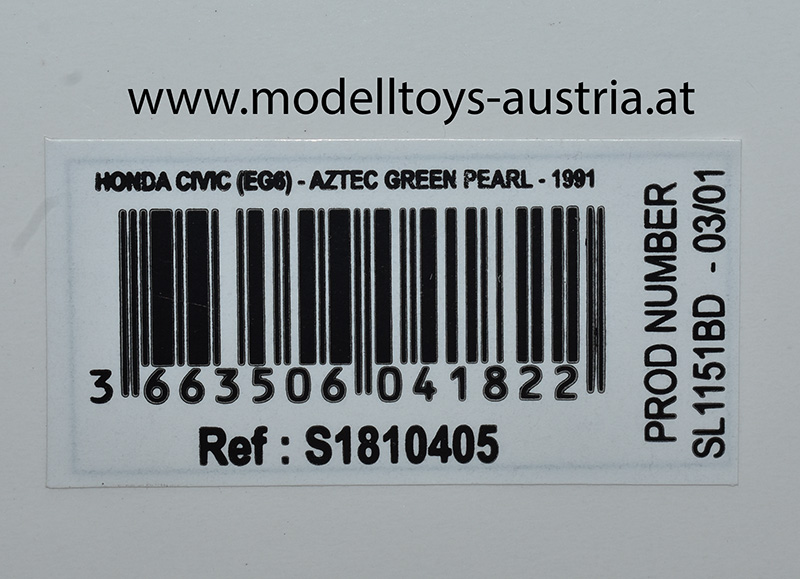 www.modelltoys-austria.at
HONDA CIVIC (EG6) - AZTEC GREEN PEARL - 1991
3 663506 041822
Ref : S1810405
PROD NUMBER
SL1151BD - 03/01